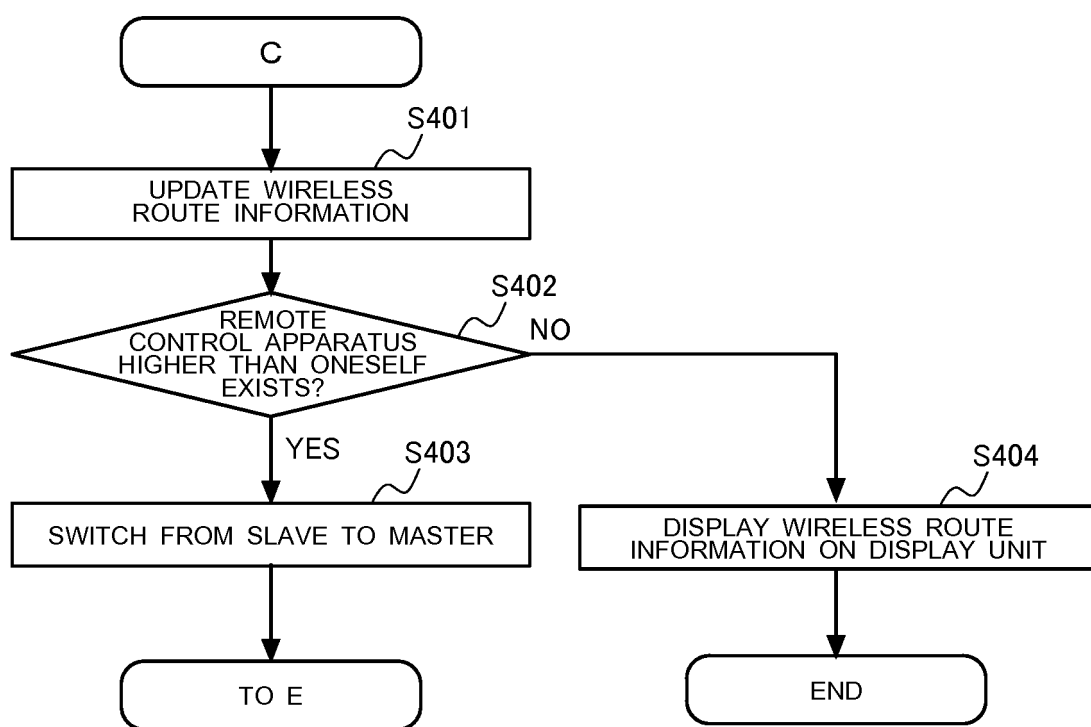 C
S401
UPDATE WIRELESS
ROUTE INFORMATION
S402
REMOTE
CONTROL APPARATUS
HIGHER THAN ONESELF
EXISTS?
NO
YES
S403
SWITCH FROM SLAVE TO MASTER
S404
DISPLAY WIRELESS ROUTE
INFORMATION ON DISPLAY UNIT
TO E
END